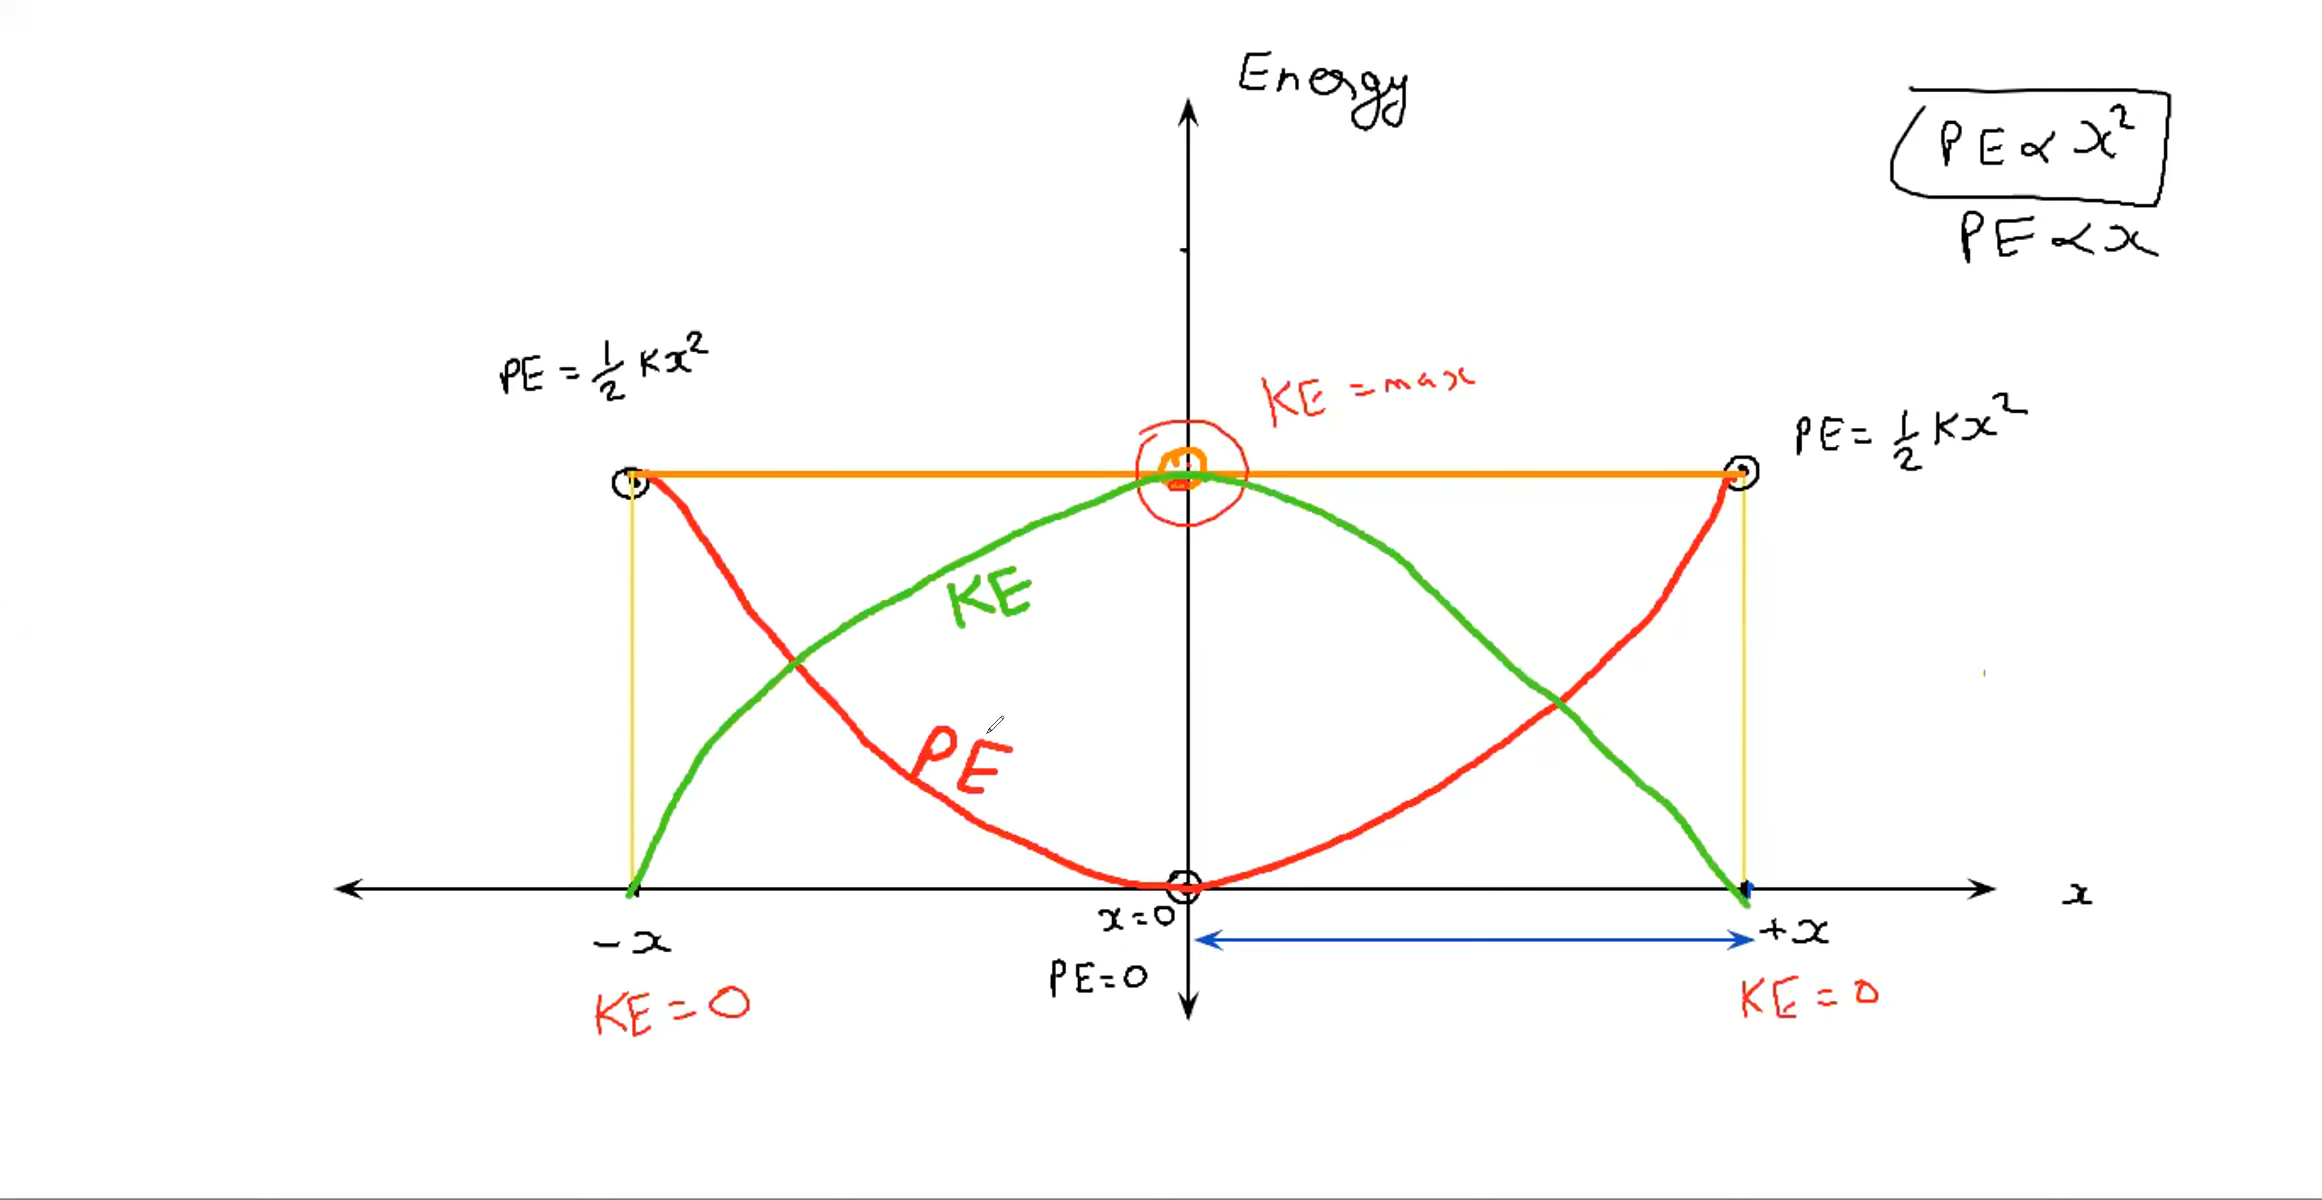 Energy
PE ∝ x²
PE ∝ x
PE = 1/2 Kx²
KE = max
PE = 1/2 Kx²
KE
PE
x=0
x
-x
+x
PE=0
KE = 0
KE = 0